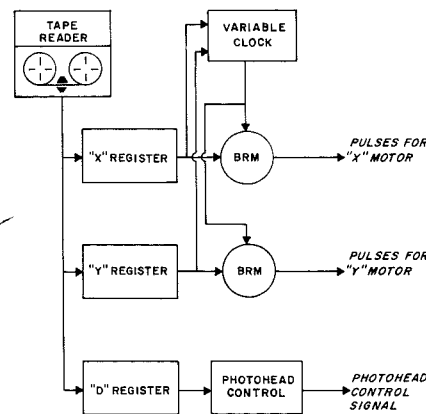 TAPE
READER
VARIABLE
CLOCK
"X" REGISTER
BRM
PULSES FOR
"X" MOTOR
"Y" REGISTER
BRM
PULSES FOR
"Y" MOTOR
"D" REGISTER
PHOTOHEAD
CONTROL
PHOTOHEAD
CONTROL
SIGNAL